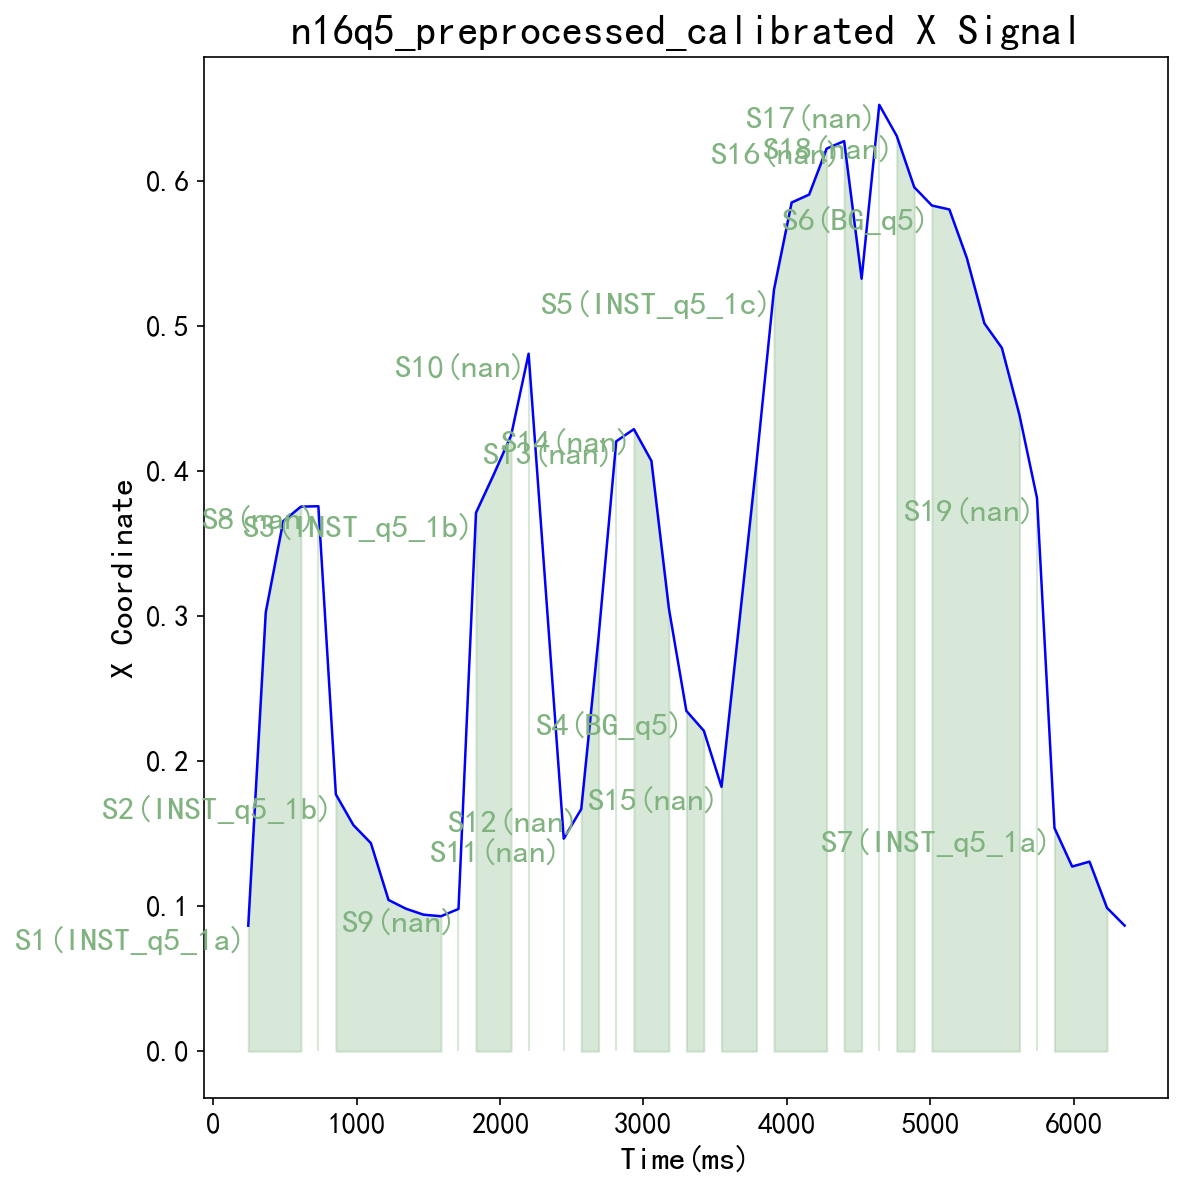 n16q5_preprocessed_calibrated X Signal
S17(nan)
S16(nan)
S18(nan)
0.6
S6(BG_q5)
0.5
S5(INST_q5_1c)
S10(nan)
S14(nan)
S13(nan)
0.4
S8(nan)
S3(INST_q5_1b)
S19(nan)
X Coordinate
0.3
S4(BG_q5)
0.2
S15(nan)
S2(INST_q5_1b)
S12(nan)
S7(INST_q5_1a)
S11(nan)
0.1
S9(nan)
S1(INST_q5_1a)
0.0
0 1000 2000 3000 4000 5000 6000
Time(ms)